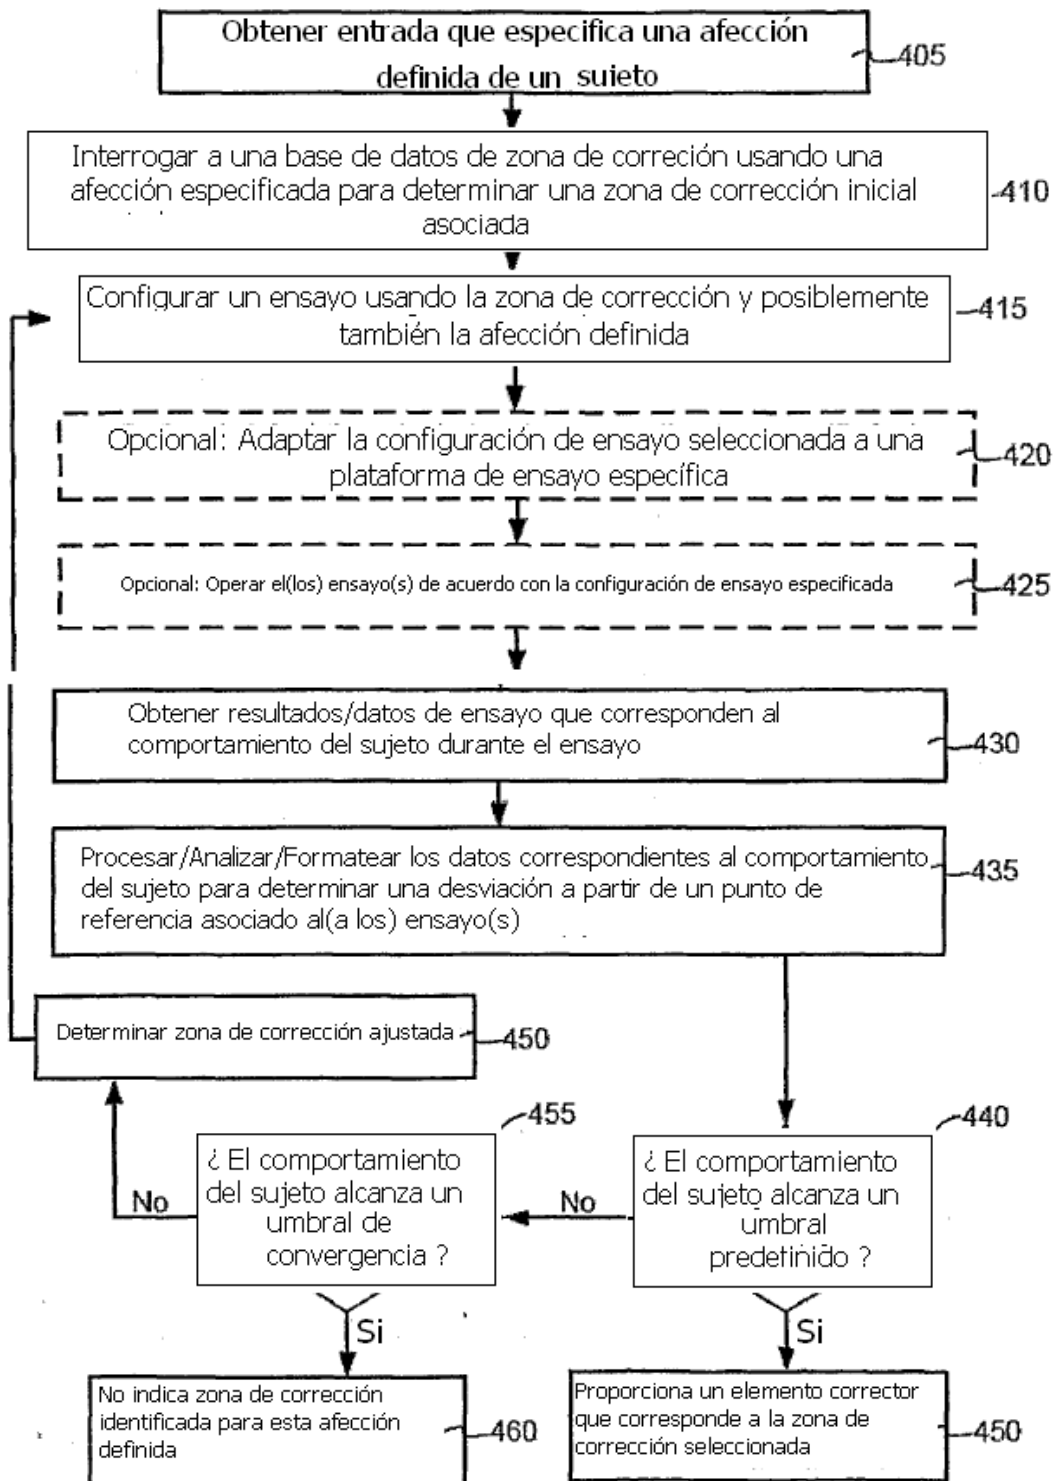 Obtener entrada que especifica una afección
definida de un sujeto
405
Interrogar a una base de datos de zona de correción usando una
afección especificada para determinar una zona de corrección inicial
asociada
410
Configurar un ensayo usando la zona de corrección y posiblemente
también la afección definida
415
Opcional: Adaptar la configuración de ensayo seleccionada a una
plataforma de ensayo específica
420
Opcional: Operar el(los) ensayo(s) de acuerdo con la configuración de ensayo especificada
425
Obtener resultados/datos de ensayo que corresponden al
comportamiento del sujeto durante el ensayo
430
Procesar/Analizar/Formatear los datos correspondientes al comportamiento
del sujeto para determinar una desviación a partir de un punto de
referencia asociado al(a los) ensayo(s)
435
Determinar zona de corrección ajustada
450
455
¿ El comportamiento
del sujeto alcanza un
umbral de
convergencia ?
No
440
¿ El comportamiento
del sujeto alcanza un
umbral
predefinido ?
No
Si
Si
No indica zona de corrección
identificada para esta afección
definida
460
Proporciona un elemento corrector
que corresponde a la zona de
corrección seleccionada
450